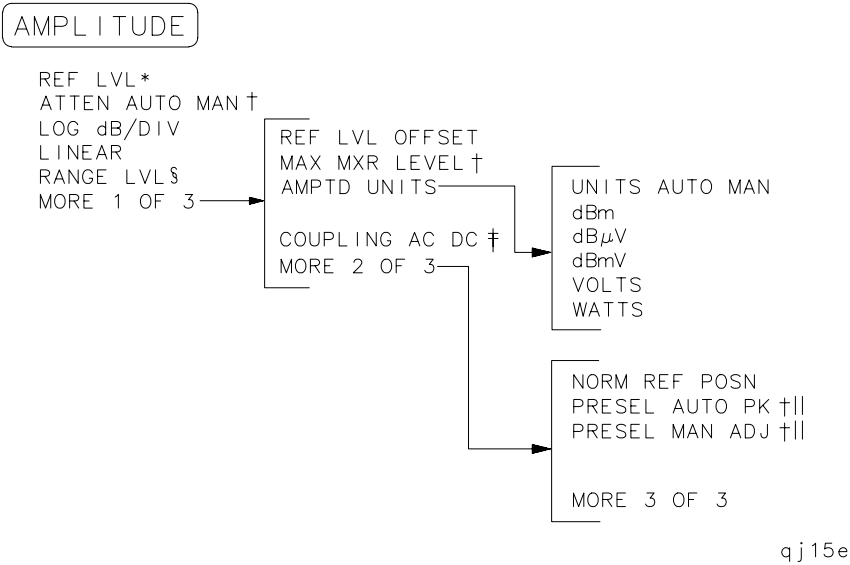 AMPLITUDE
REF LVL*
ATTEN AUTO MAN†
LOG dB/DIV
LINEAR
RANGE LVL§
MORE 1 OF 3
REF LVL OFFSET
MAX MXR LEVEL†
AMPTD UNITS
COUPLING AC DC‡
MORE 2 OF 3
UNITS AUTO MAN
dBm
dBμV
dBmV
VOLTS
WATTS
NORM REF POSN
PRESEL AUTO PK†||
PRESEL MAN ADJ†||
MORE 3 OF 3
qj15e